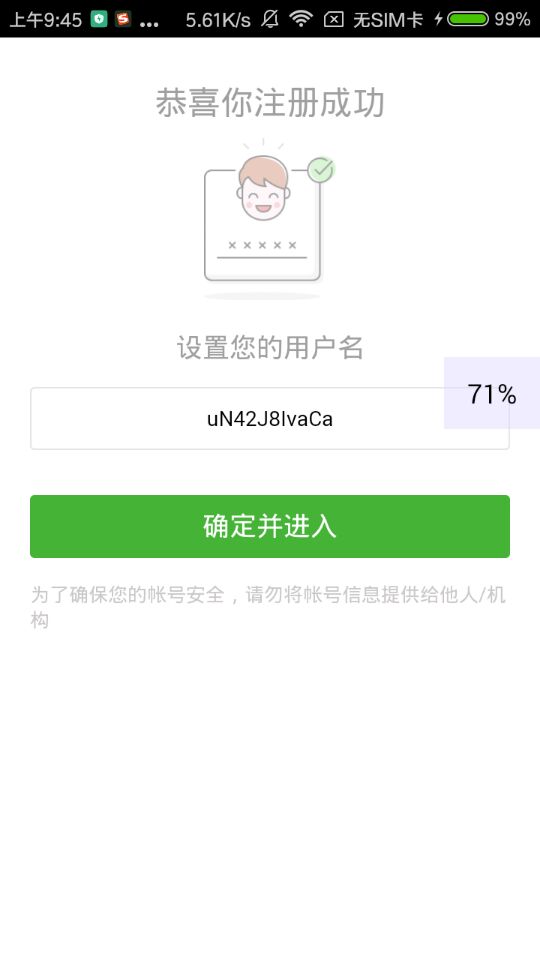 上午9:45 ... 5.61K/s 无SIM卡 99%
恭喜你注册成功
×××××
设置您的用户名
71%
uN42J8IvaCa
确定并进入
为了确保您的帐号安全，请勿将帐号信息提供给他人/机
构